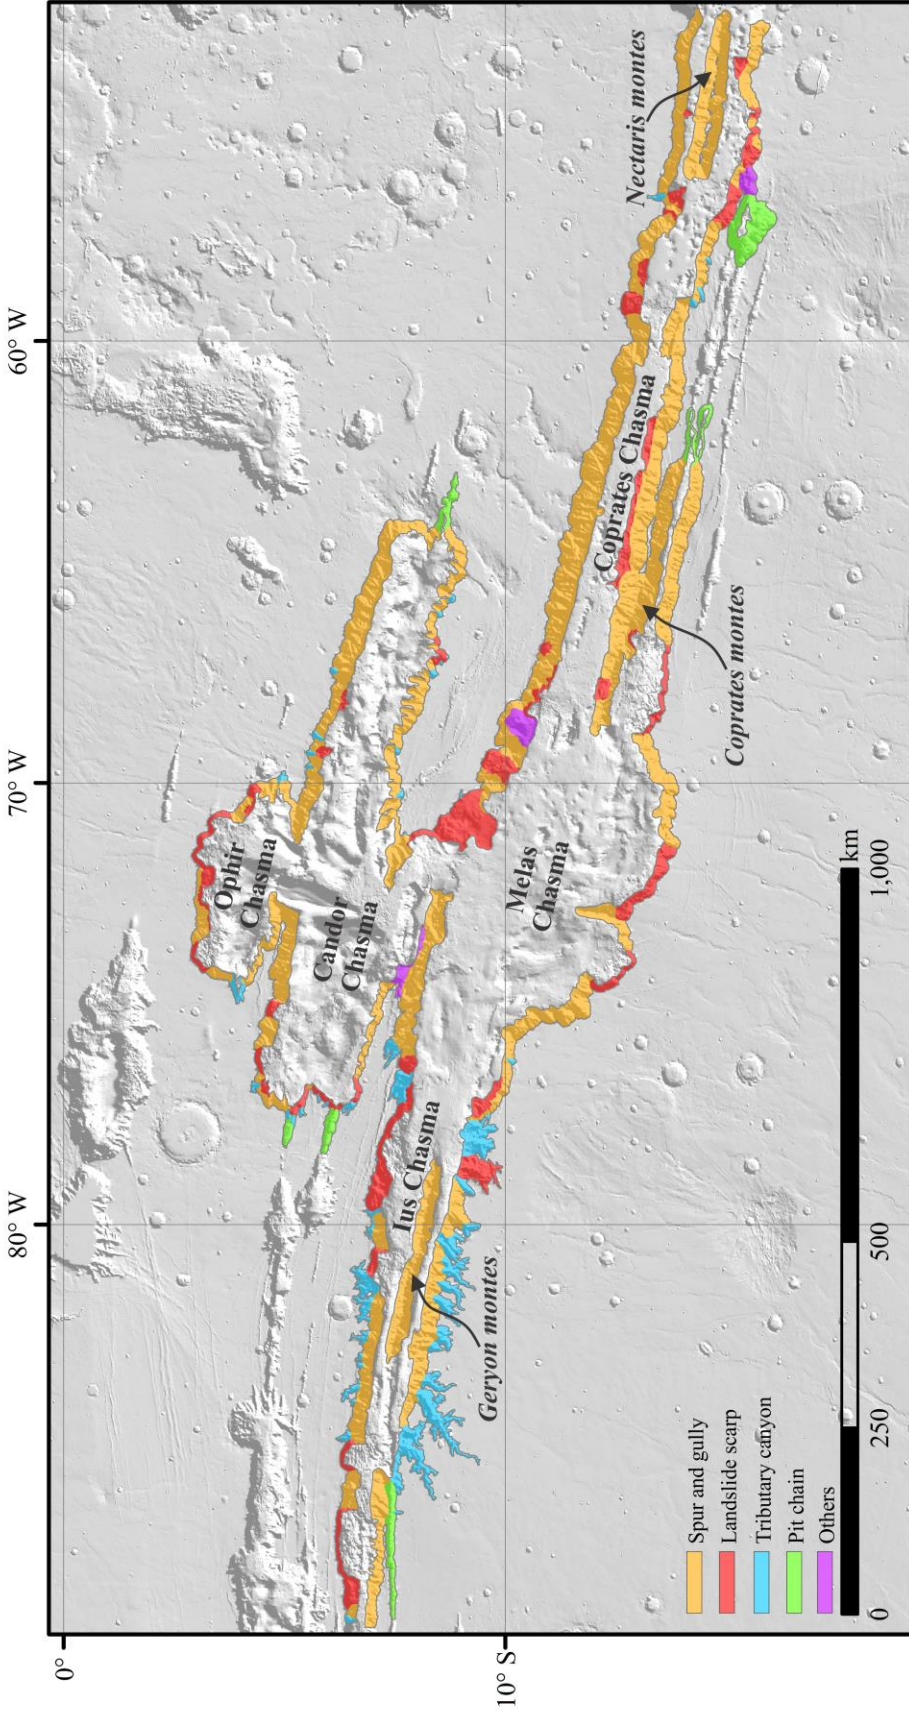 80° W
70° W
60° W
0°
10° S
Ophir
Chasma
Candor
Chasma
Nectaris montes
Ius Chasma
Melas
Chasma
Coprates Chasma
Geryon montes
Coprates montes
Spur and gully
Landslide scarp
Tributary canyon
Pit chain
Others
km
0
250
500
1,000